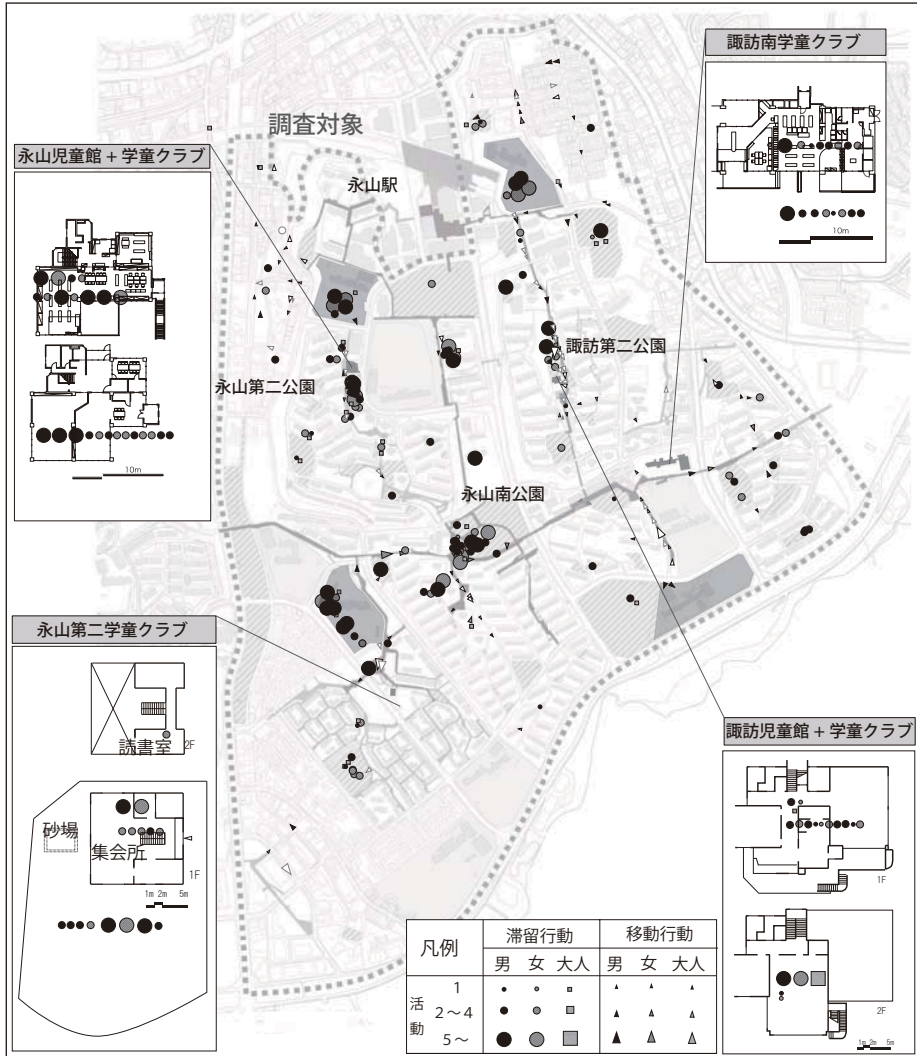 諏訪南学童クラブ
10m
調査対象
永山児童館 + 学童クラブ
永山駅
10m
諏訪第二公園
永山第二公園
永山南公園
永山第二学童クラブ
読書室
2F
砂場
集会所
1F
1m 2m 5m
諏訪児童館 + 学童クラブ
1F
2F
1m 2m 5m
凡例
滞留行動
移動行動
男 女 大人 男 女 大人
活動
1
2〜4
5〜